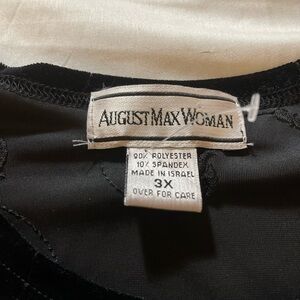 AUGUST MAX WOMAN
90% POLYESTER
10% SPANDEX
MADE IN ISRAEL
3X
OVER FOR CARE